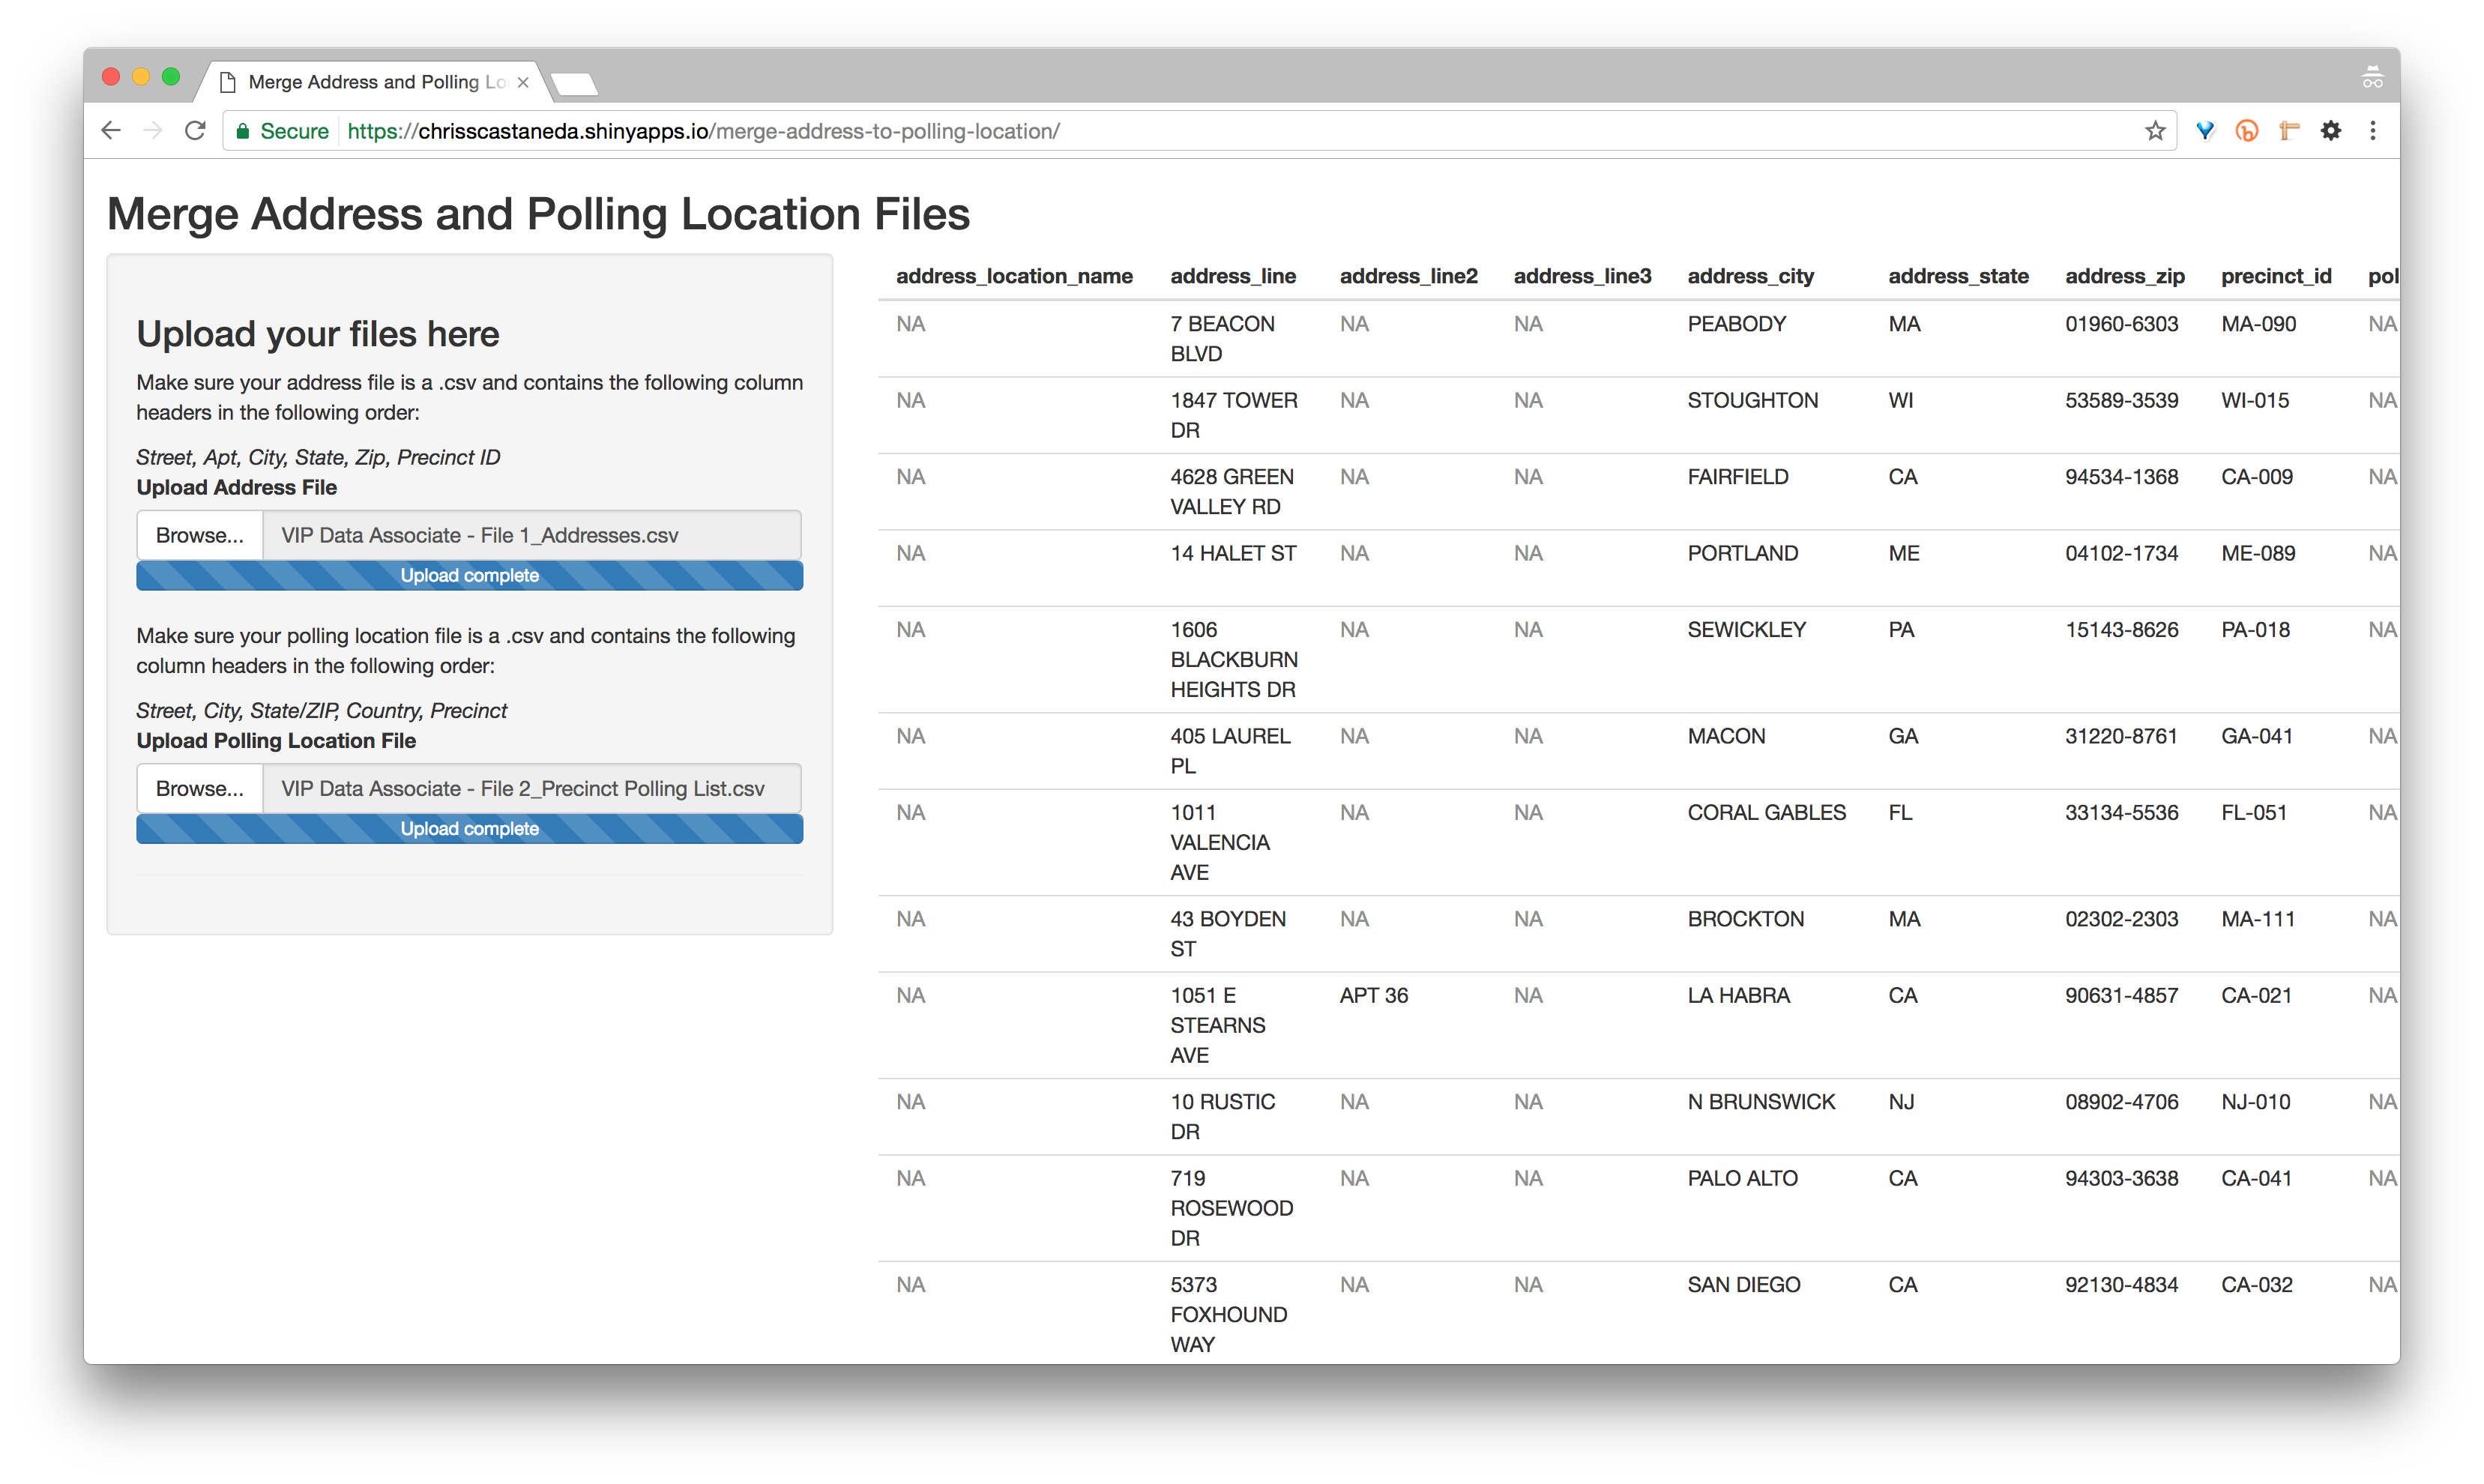 Merge Address and Polling Lo
Secure https://chrisscastaneda.shinyapps.io/merge-address-to-polling-location/
Merge Address and Polling Location Files
Upload your files here
Make sure your address file is a .csv and contains the following column
headers in the following order:
Street, Apt, City, State, Zip, Precinct ID
Upload Address File
Browse... VIP Data Associate - File 1_Addresses.csv
Upload complete
Make sure your polling location file is a .csv and contains the following
column headers in the following order:
Street, City, State/ZIP, Country, Precinct
Upload Polling Location File
Browse... VIP Data Associate - File 2_Precinct Polling List.csv
Upload complete
address_location_name address_line address_line2 address_line3 address_city address_state address_zip precinct_id pol
NA 7 BEACON NA NA PEABODY MA 01960-6303 MA-090 NA
BLVD
NA 1847 TOWER NA NA STOUGHTON WI 53589-3539 WI-015 NA
DR
NA 4628 GREEN NA NA FAIRFIELD CA 94534-1368 CA-009 NA
VALLEY RD
NA 14 HALET ST NA NA PORTLAND ME 04102-1734 ME-089 NA
NA 1606 NA NA SEWICKLEY PA 15143-8626 PA-018 NA
BLACKBURN
HEIGHTS DR
NA 405 LAUREL NA NA MACON GA 31220-8761 GA-041 NA
PL
NA 1011 NA NA CORAL GABLES FL 33134-5536 FL-051 NA
VALENCIA
AVE
NA 43 BOYDEN NA NA BROCKTON MA 02302-2303 MA-111 NA
ST
NA 1051 E APT 36 NA LA HABRA CA 90631-4857 CA-021 NA
STEARNS
AVE
NA 10 RUSTIC NA NA N BRUNSWICK NJ 08902-4706 NJ-010 NA
DR
NA 719 NA NA PALO ALTO CA 94303-3638 CA-041 NA
ROSEWOOD
DR
NA 5373 NA NA SAN DIEGO CA 92130-4834 CA-032 NA
FOXHOUND
WAY